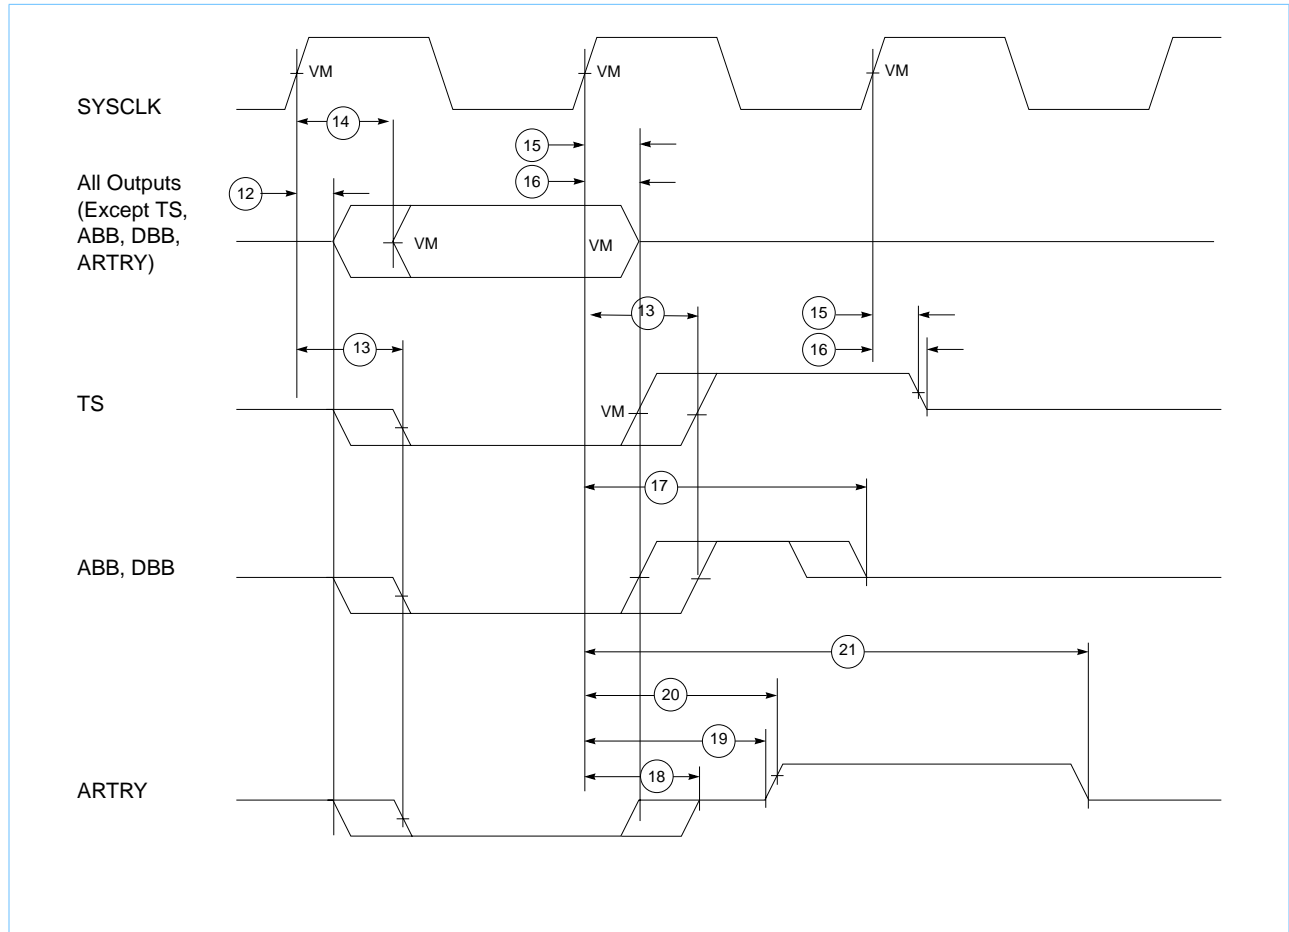 VM
VM
VM
SYSCLK
14
15
16
All Outputs
(Except TS,
ABB, DBB,
ARTRY)
12
VM
VM
13
15
13
16
TS
VM
17
ABB, DBB
21
20
19
18
ARTRY